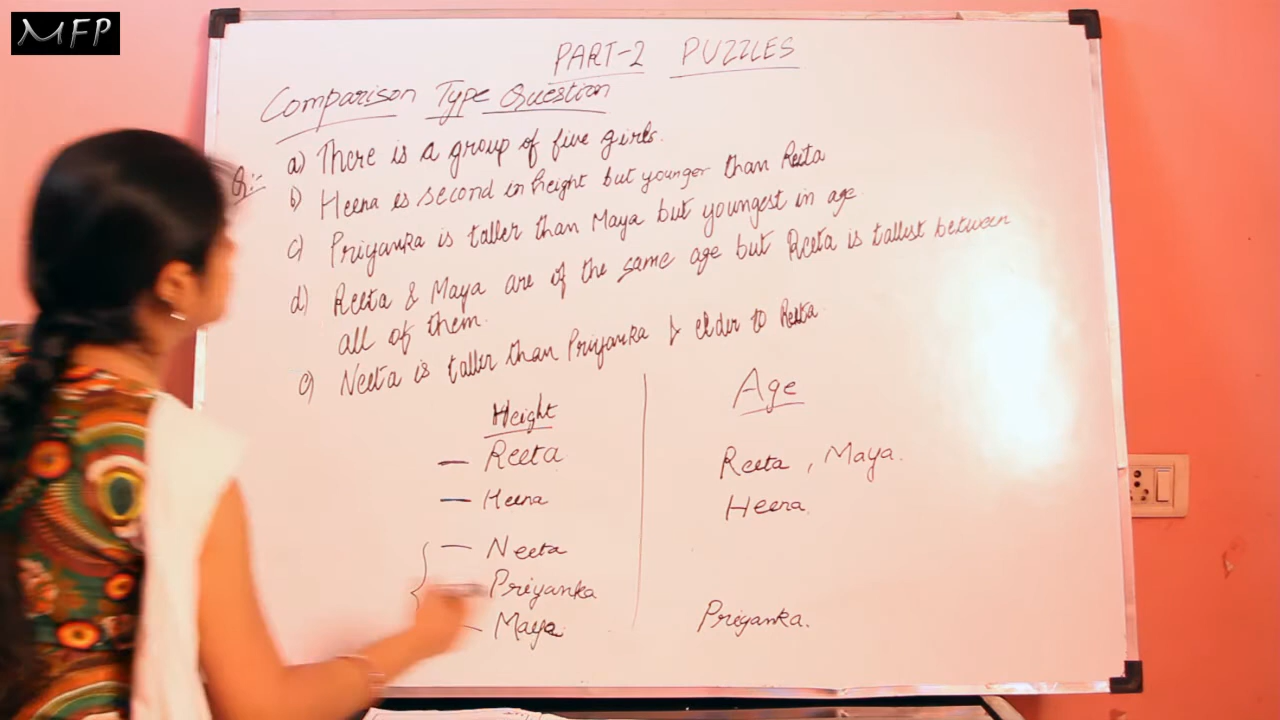 MFP
PART-2 PUZZLES
Comparison Type Question
Q:-
a) There is a group of five girls.
b) Heena is second in height but younger than Reeta
c) Priyanka is taller than Maya but youngest in age.
d) Reeta & Maya are of the same age but Reeta is tallest between
all of them.
e) Neeta is taller than Priyanka & elder to Reeta.
Height
Age
— Reeta
Reeta , Maya.
— Heena
Heena.
— Neeta
— Priyanka
Priyanka.
— Maya